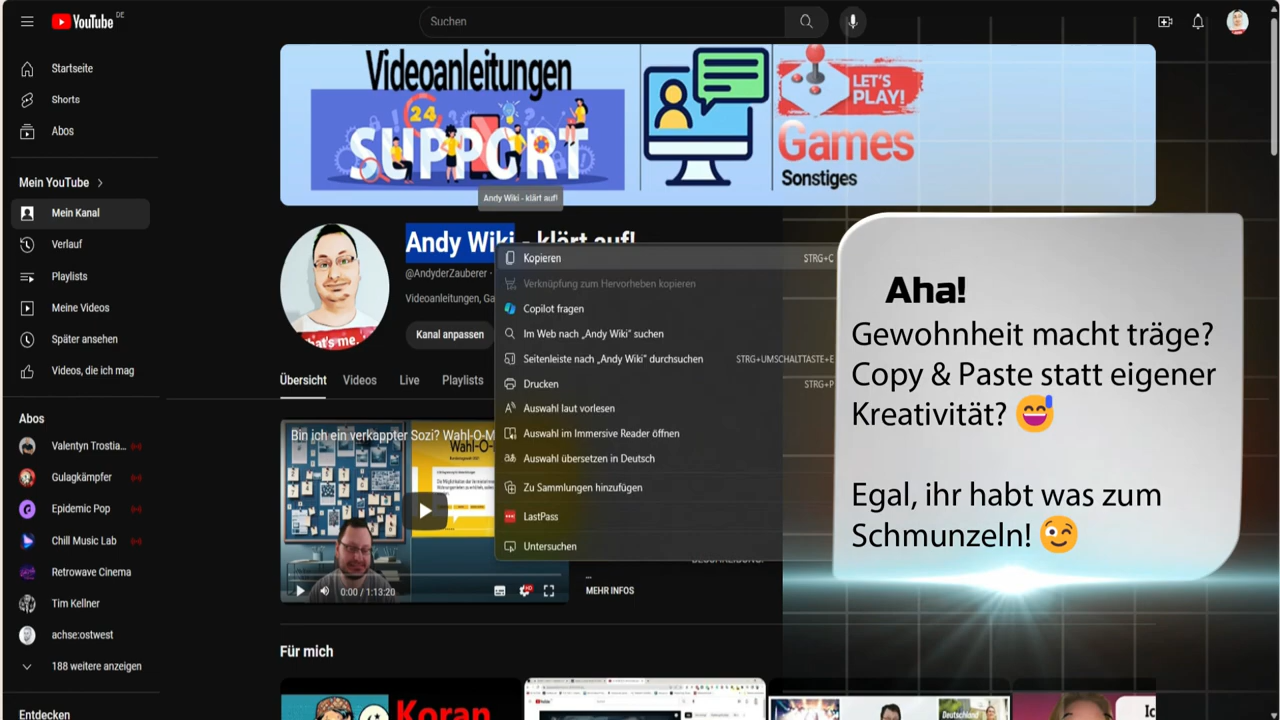 YouTube DE
Suchen
Startseite
Shorts
Abos
Mein YouTube
Mein Kanal
Verlauf
Playlists
Meine Videos
Später ansehen
Videos, die ich mag
Abos
Valentyn Trostia...
Gulagkämpfer
Epidemic Pop
Chill Music Lab
Retrowave Cinema
Tim Kellner
achse:ostwest
188 weitere anzeigen
Entdecken
Videoanleitungen
24
SUPPORT
LET'S
PLAY!
Games
Sonstiges
Andy Wiki - klärt auf!
Andy Wiki - klärt auf!
@AndyderZauberer ·
Videoanleitungen, Ga
Kanal anpassen
that's me.
Übersicht
Videos
Live
Playlists
Bin ich ein verkappter Sozi? Wahl-O-M
Wahl-O-M
0:00 / 1:13:20
HD
...
MEHR INFOS
Kopieren STRG+C
Verknüpfung zum Hervorheben kopieren
Copilot fragen
Im Web nach „Andy Wiki" suchen
Seitenleiste nach „Andy Wiki" durchsuchen STRG+UMSCHALTTASTE+E
Drucken STRG+P
Auswahl laut vorlesen
Auswahl im Immersive Reader öffnen
Auswahl übersetzen in Deutsch
Zu Sammlungen hinzufügen
LastPass
Untersuchen
Für mich
Koran
Deutschland
Aha!
Gewohnheit macht träge?
Copy & Paste statt eigener
Kreativität? 😅
Egal, ihr habt was zum
Schmunzeln! 😉